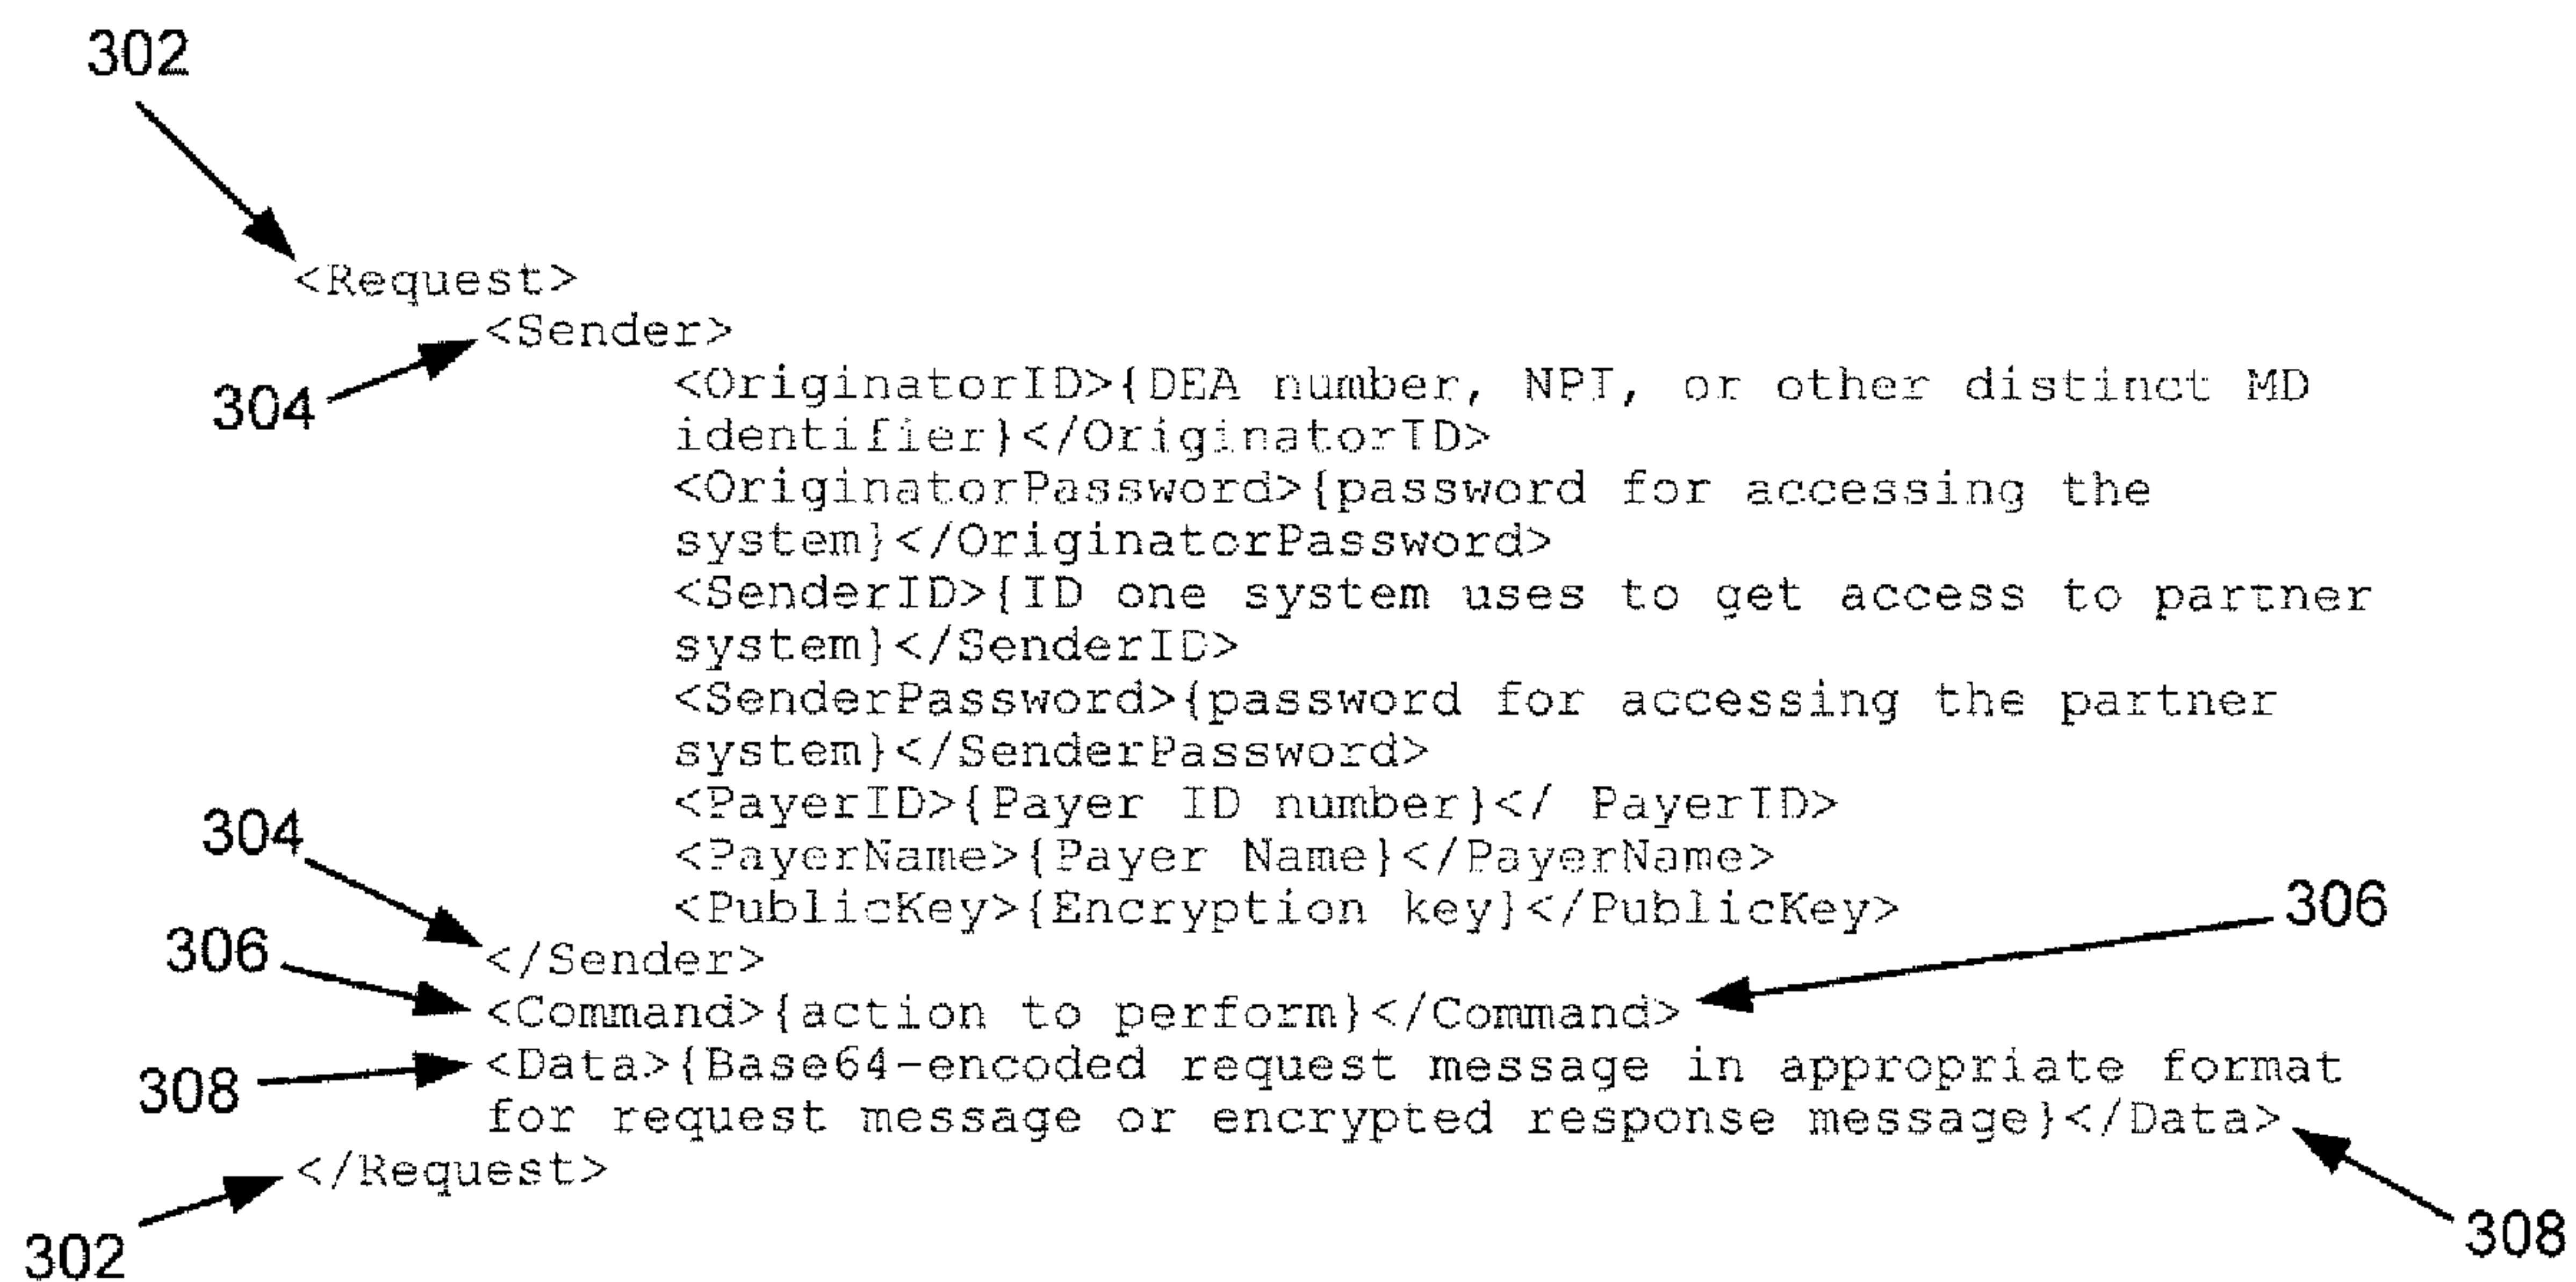 302
<Request>
<Sender>
304
<OriginatorID>{DEA number, NPI, or other distinct MD
identifier}</OriginatorID>
<OriginatorPassword>{password for accessing the
system}</OriginatorPassword>
<SenderID>{ID one system uses to get access to partner
system}</SenderID>
<SenderPassword>{password for accessing the partner
system}</SenderPassword>
<PayerID>{Payer ID number}</ PayerID>
304
<PayerName>{Payer Name}</PayerName>
<PublicKey>{Encryption key}</PublicKey>
306
306
</Sender>
<Command>{action to perform}</Command>
<Data>{Base64-encoded request message in appropriate format
308
for request message or encrypted response message}</Data>
</Request>
308
302